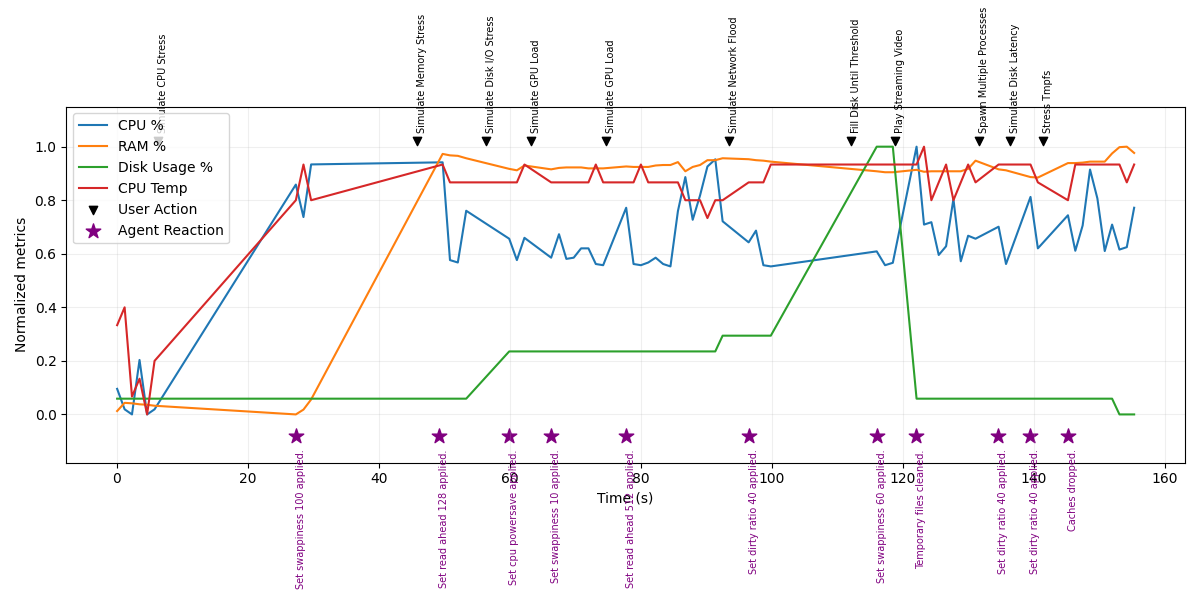 Simulate CPU Stress
Simulate Memory Stress
Simulate Disk I/O Stress
Simulate GPU Load
Simulate GPU Load
Simulate Network Flood
Fill Disk Until Threshold
Play Streaming Video
Spawn Multiple Processes
Simulate Disk Latency
Stress Tmpfs
CPU %
RAM %
Disk Usage %
CPU Temp
User Action
Agent Reaction
Normalized metrics
1.0
0.8
0.6
0.4
0.2
0.0
0
20
40
60
80
100
120
140
160
Time (s)
Set swappiness 100 applied.
Set read ahead 128 applied.
Set cpu powersave applied.
Set swappiness 10 applied.
Set read ahead 512 applied.
Set dirty ratio 40 applied.
Set swappiness 60 applied.
Temporary files cleaned.
Set dirty ratio 40 applied.
Set dirty ratio 40 applied.
Caches dropped.